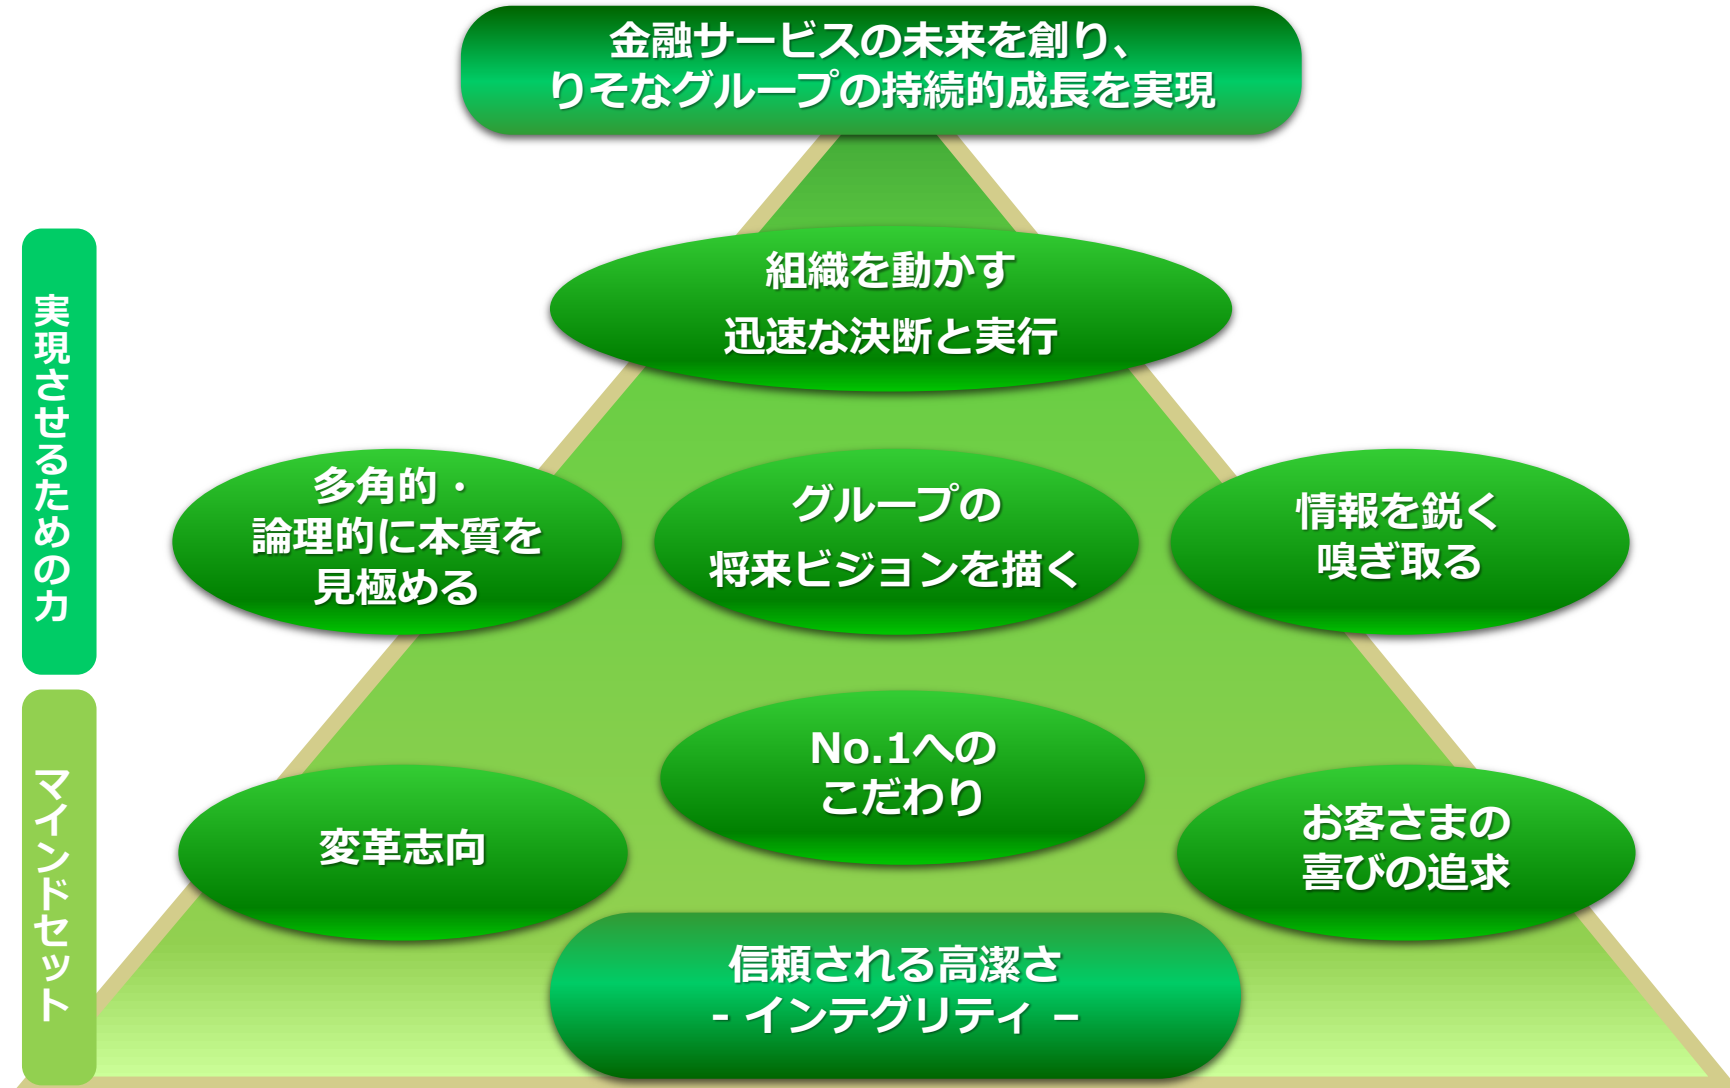 金融サービスの未来を創り、
りそなグループの持続的成長を実現
実現させるための力
組織を動かす
迅速な決断と実行
多角的・
論理的に本質を
見極める
グループの
将来ビジョンを描く
情報を鋭く
嗅ぎ取る
マインドセット
No.1への
こだわり
変革志向
お客さまの
喜びの追求
信頼される高潔さ
- インテグリティ –